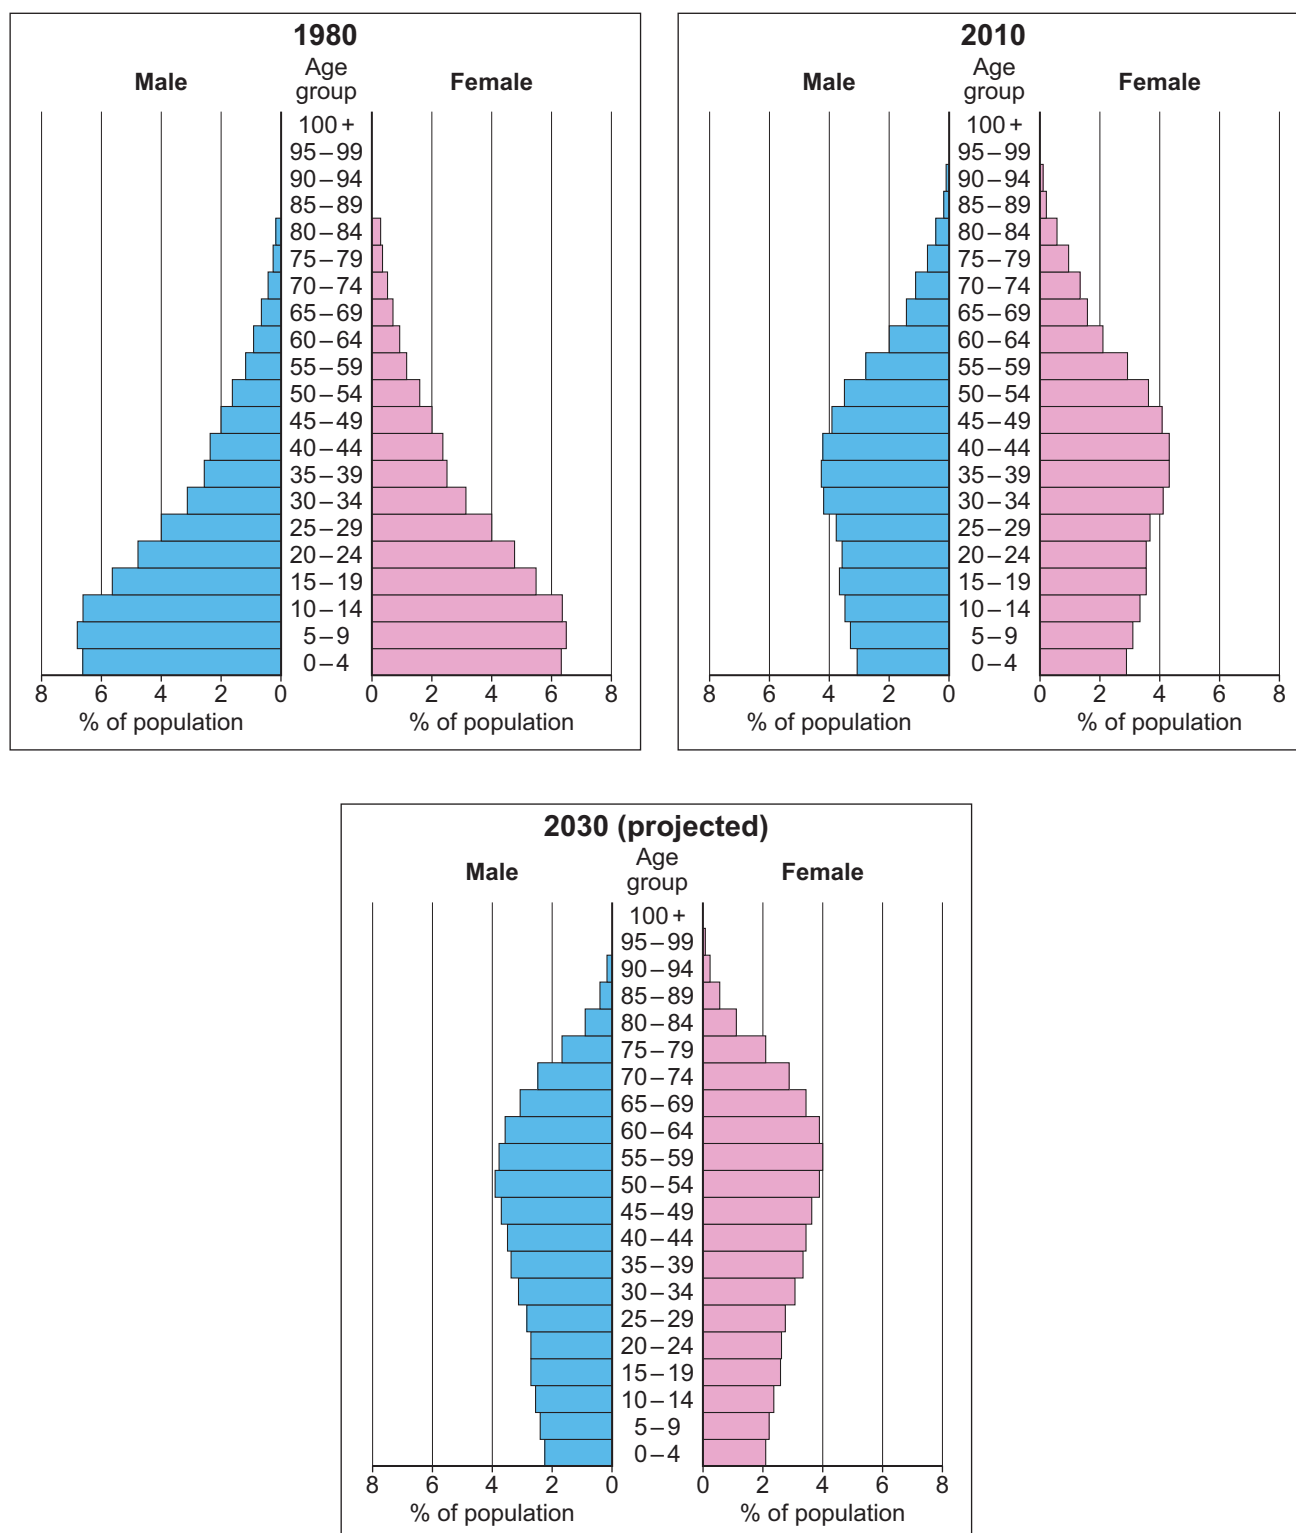 1980
Male
Age
group
Female
100 +
95 – 99
90 – 94
85 – 89
80 – 84
75 – 79
70 – 74
65 – 69
60 – 64
55 – 59
50 – 54
45 – 49
40 – 44
35 – 39
30 – 34
25 – 29
20 – 24
15 – 19
10 – 14
5 – 9
0 – 4
8 6 4 2 0 0 2 4 6 8
% of population % of population
2010
Male
Age
group
Female
100 +
95 – 99
90 – 94
85 – 89
80 – 84
75 – 79
70 – 74
65 – 69
60 – 64
55 – 59
50 – 54
45 – 49
40 – 44
35 – 39
30 – 34
25 – 29
20 – 24
15 – 19
10 – 14
5 – 9
0 – 4
8 6 4 2 0 0 2 4 6 8
% of population % of population
2030 (projected)
Male
Age
group
Female
100 +
95 – 99
90 – 94
85 – 89
80 – 84
75 – 79
70 – 74
65 – 69
60 – 64
55 – 59
50 – 54
45 – 49
40 – 44
35 – 39
30 – 34
25 – 29
20 – 24
15 – 19
10 – 14
5 – 9
0 – 4
8 6 4 2 0 0 2 4 6 8
% of population % of population